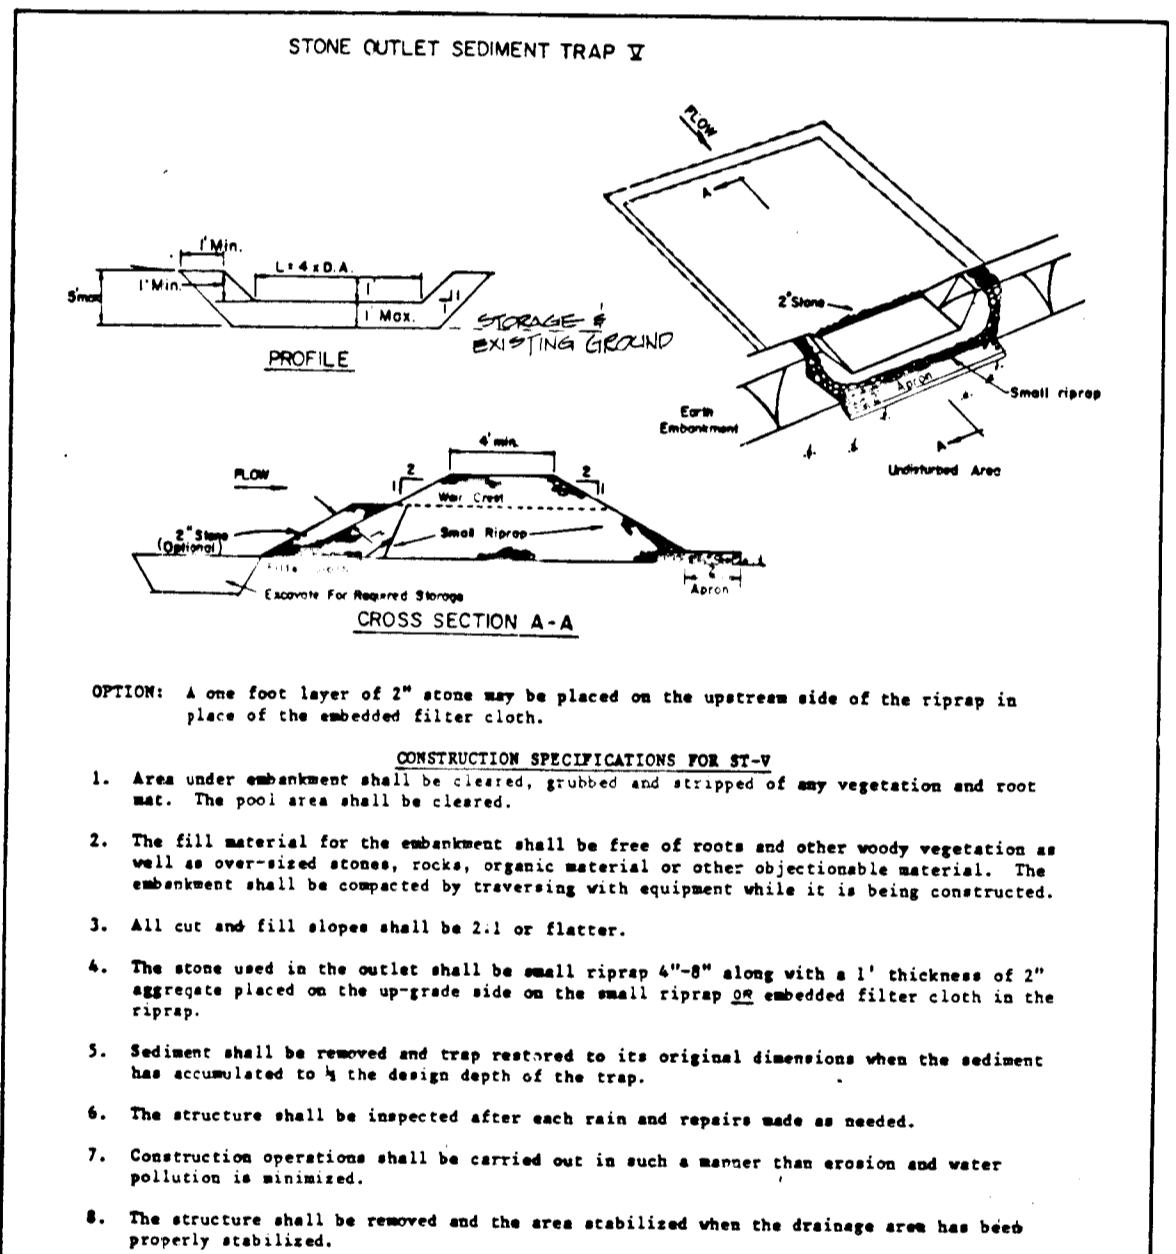 STONE OUTLET SEDIMENT TRAP V
FLOW
A
1' Min.
L = 4 x D.A.
1' Min.
1'
1
1
5' max
1' Max.
STORAGE &
EXISTING GROUND
PROFILE
2" Stone
Apron
Small riprap
Earth
Embankment
A
Undisturbed Area
4' min.
FLOW
2
1
2
1
Weir Crest
2" Stone
(Optional)
Small Riprap
Apron
Excavate For Required Storage
CROSS SECTION A-A
OPTION: A one foot layer of 2" stone may be placed on the upstream side of the riprap in
place of the embedded filter cloth.
CONSTRUCTION SPECIFICATIONS FOR ST-V
1. Area under embankment shall be cleared, grubbed and stripped of any vegetation and root
mat. The pool area shall be cleared.
2. The fill material for the embankment shall be free of roots and other woody vegetation as
well as over-sized stones, rocks, organic material or other objectionable material. The
embankment shall be compacted by traversing with equipment while it is being constructed.
3. All cut and fill slopes shall be 2:1 or flatter.
4. The stone used in the outlet shall be small riprap 4"-8" along with a 1' thickness of 2"
aggregate placed on the up-grade side on the small riprap OR embedded filter cloth in the
riprap.
5. Sediment shall be removed and trap restored to its original dimensions when the sediment
has accumulated to the design depth of the trap.
6. The structure shall be inspected after each rain and repairs made as needed.
7. Construction operations shall be carried out in such a manner than erosion and water
pollution is minimized.
8. The structure shall be removed and the area stabilized when the drainage area has been
properly stabilized.